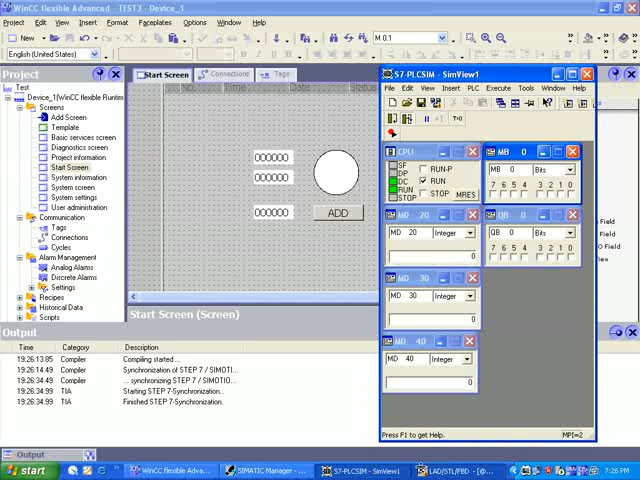 WinCC flexible Advanced - TEST3 - Device_1
Project Edit View Insert Format Faceplates Options Window Help
New M 0.1
English (United States)
Project
Test
Device_1(WinCC flexible Runtim
Screens
Add Screen
Template
Basic services screen
Diagnostics screen
Project information
Start Screen
System information
System screen
System settings
User administration
Communication
Tags
Connections
Cycles
Alarm Management
Analog Alarms
Discrete Alarms
Settings
Recipes
Historical Data
Scripts
Start Screen Connections Tags
No. Time Date Status
000000
000000
000000 ADD
Start Screen (Screen)
S7-PLCSIM - SimView1
File Edit View Insert PLC Execute Tools
Window Help
T=0
CPU
SF
DP
DC
RUN
STOP
RUN-P
RUN
STOP MRES
MB 0
MB 0 Bits
7 6 5 4 3 2 1 0
MD 20
MD 20 Integer
0
QB 0
QB 0 Bits
7 6 5 4 3 2 1 0
MD 30
MD 30 Integer
0
MD 40
MD 40 Integer
0
Press F1 to get Help. MPI=2
Field
Field
O Field
View
Output
Time Category Description
19:26:13.85 Compiler Compiling started ...
19:26:14.49 Compiler Synchronization of STEP 7 / SIMOTI...
19:26:34.49 Compiler ... synchronizing STEP 7 / SIMOTIO...
19:26:34.99 TIA Starting STEP 7-Synchronization...
19:26:34.99 TIA Finished STEP 7-Synchronization.
Output
start WinCC flexible Adva... SIMATIC Manager - ... S7-PLCSIM - SimView1 LAD/STL/FBD - [@... 7:26 PM